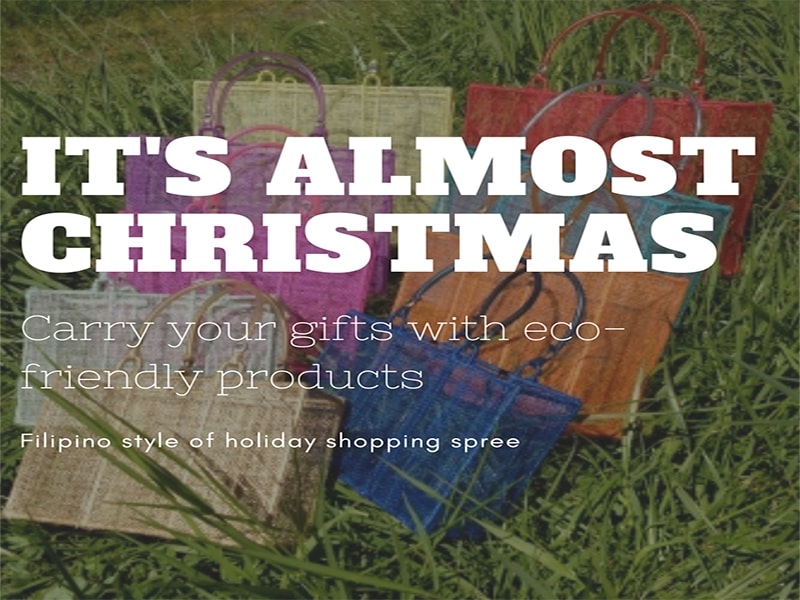 IT'S ALMOST
CHRISTMAS
Carry your gifts with eco-
friendly products
Filipino style of holiday shopping spree